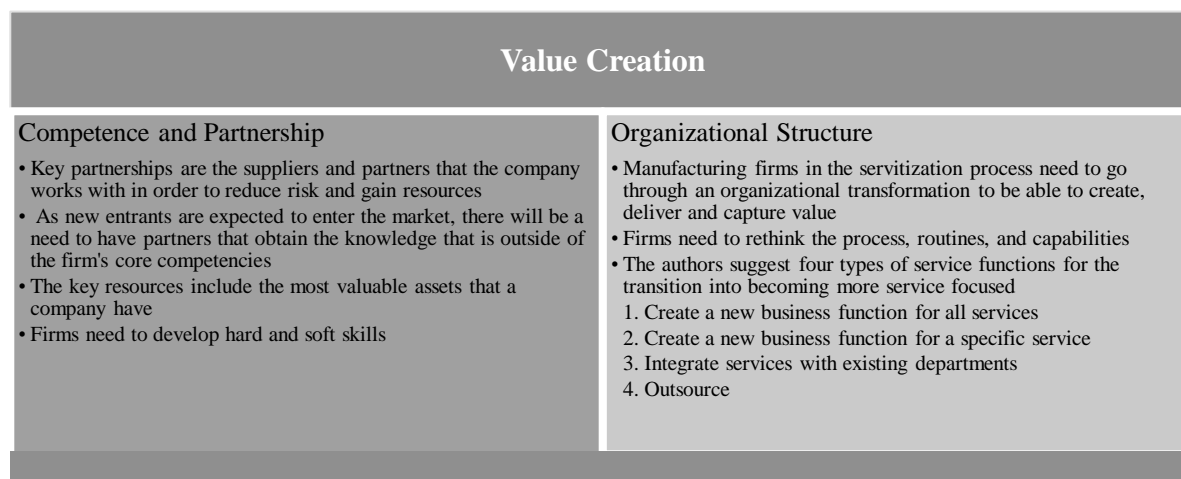 Value Creation
Competence and Partnership
• Key partnerships are the suppliers and partners that the company
works with in order to reduce risk and gain resources
• As new entrants are expected to enter the market, there will be a
need to have partners that obtain the knowledge that is outside of
the firm's core competencies
• The key resources include the most valuable assets that a
company have
• Firms need to develop hard and soft skills
Organizational Structure
• Manufacturing firms in the servitization process need to go
through an organizational transformation to be able to create,
deliver and capture value
• Firms need to rethink the process, routines, and capabilities
• The authors suggest four types of service functions for the
transition into becoming more service focused
1. Create a new business function for all services
2. Create a new business function for a specific service
3. Integrate services with existing departments
4. Outsource